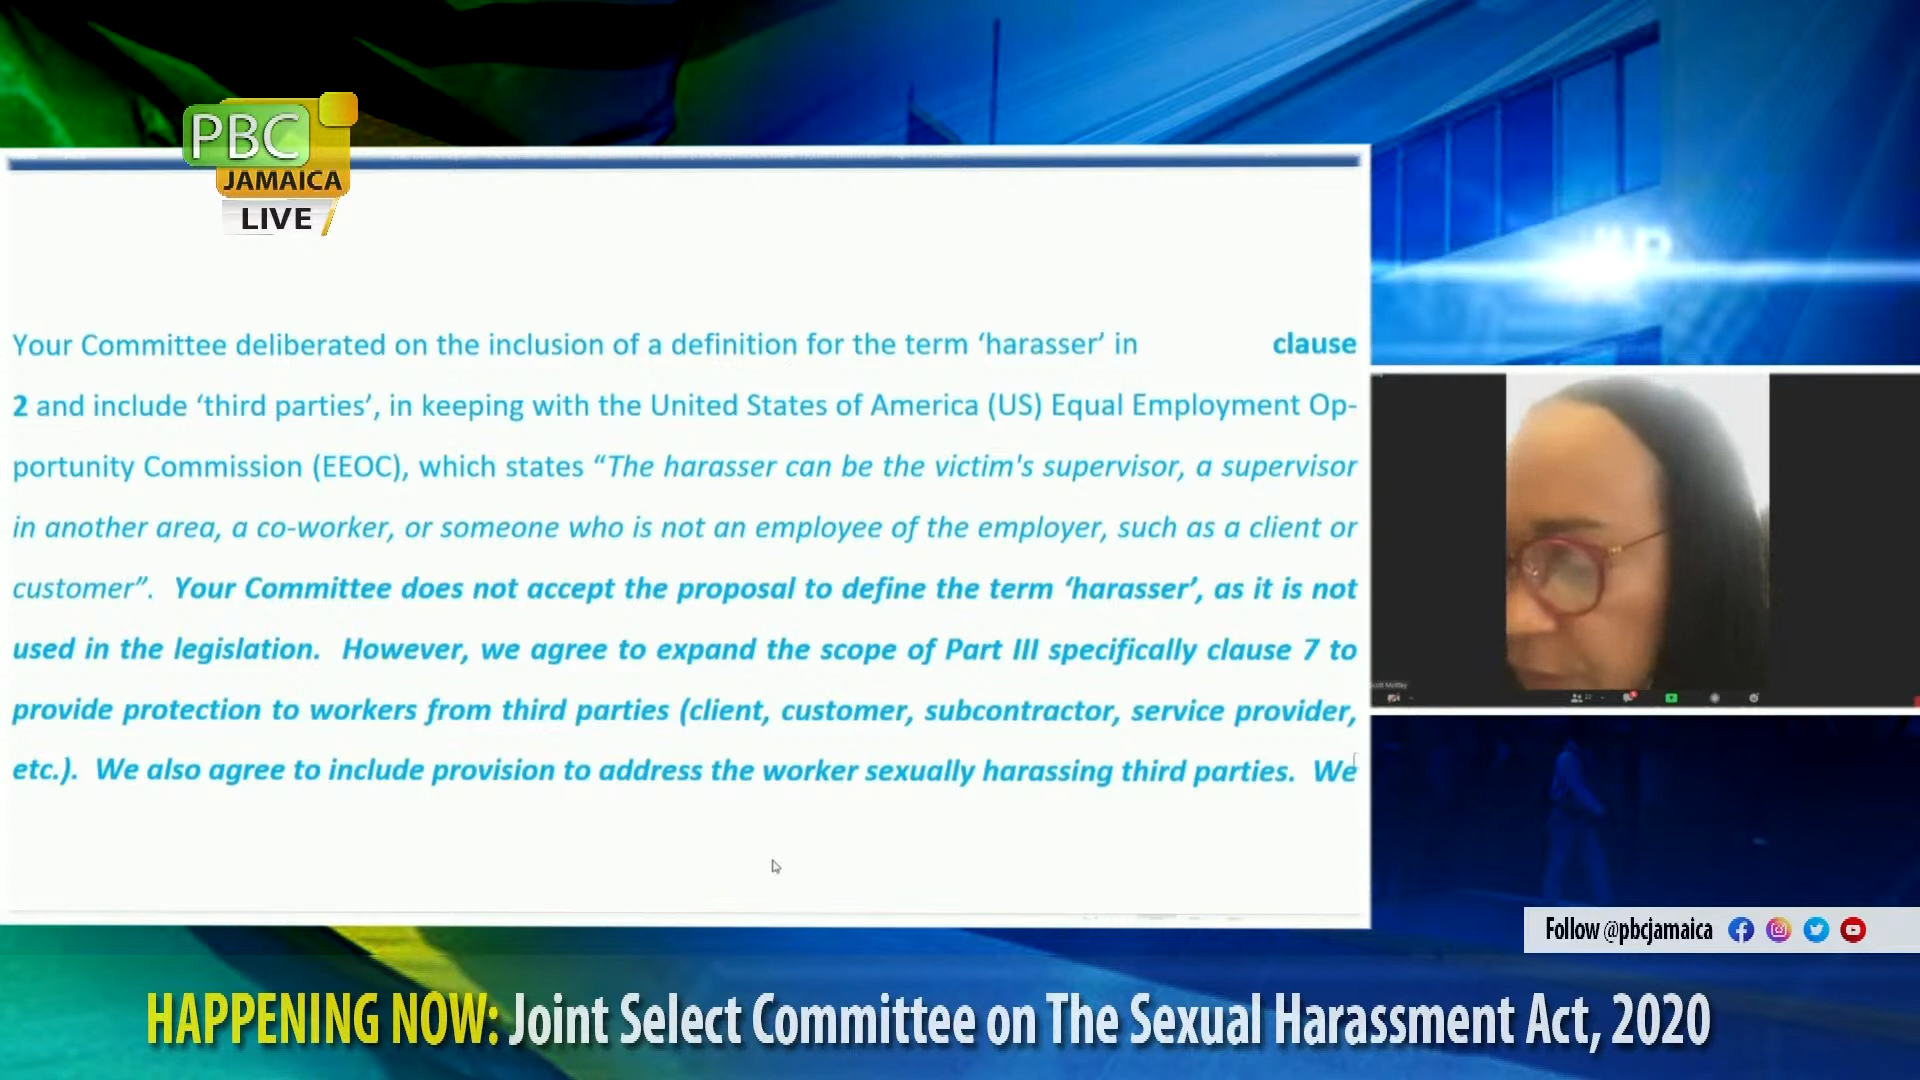 PBC
JAMAICA
LIVE
Your Committee deliberated on the inclusion of a definition for the term ‘harasser’ in clause
2 and include ‘third parties’, in keeping with the United States of America (US) Equal Employment Op-
portunity Commission (EEOC), which states “The harasser can be the victim's supervisor, a supervisor
in another area, a co-worker, or someone who is not an employee of the employer, such as a client or
customer”. Your Committee does not accept the proposal to define the term ‘harasser’, as it is not
used in the legislation. However, we agree to expand the scope of Part III specifically clause 7 to
provide protection to workers from third parties (client, customer, subcontractor, service provider,
etc.). We also agree to include provision to address the worker sexually harassing third parties. We
Follow @pbcjamaica
HAPPENING NOW: Joint Select Committee on The Sexual Harassment Act, 2020